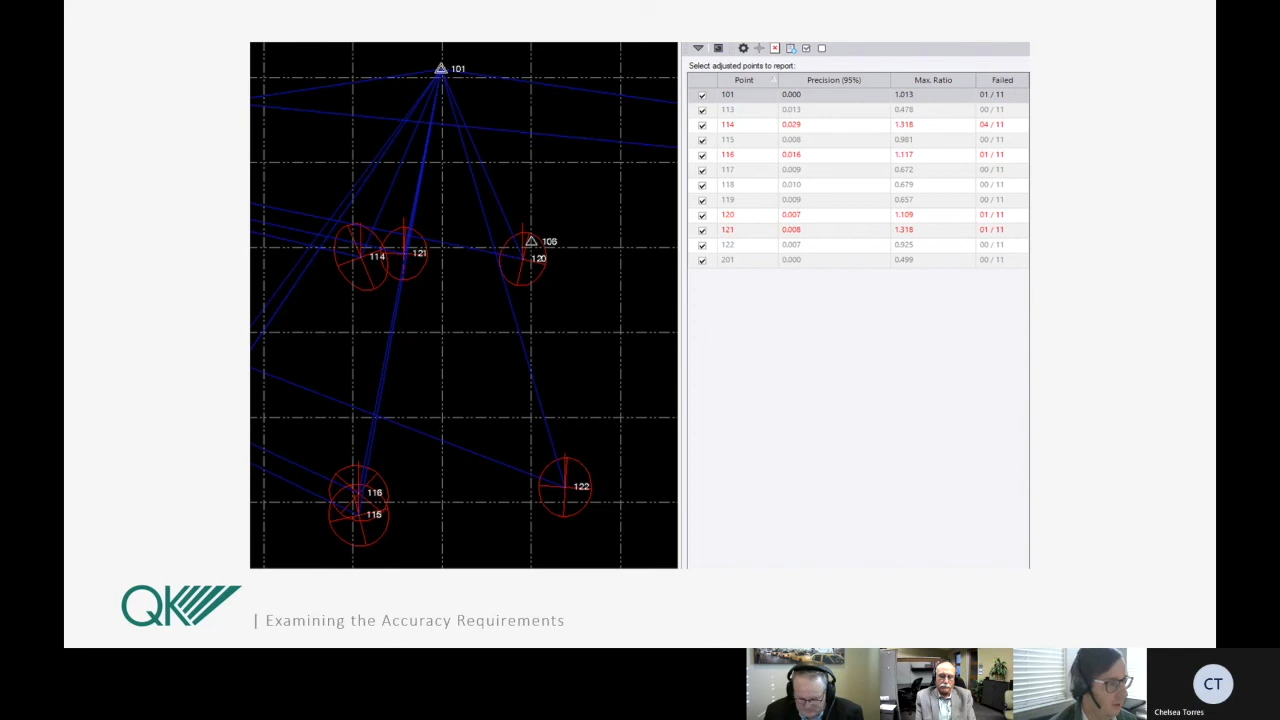 101
114
121
106
120
116
115
122
Select adjusted points to report:
Point Precision (95%) Max. Ratio Failed
101 0.000 1.013 01 / 11
113 0.013 0.478 00 / 11
114 0.029 1.318 04 / 11
115 0.008 0.981 00 / 11
116 0.016 1.117 01 / 11
117 0.009 0.672 00 / 11
118 0.010 0.679 00 / 11
119 0.009 0.657 00 / 11
120 0.007 1.109 01 / 11
121 0.008 1.318 01 / 11
122 0.007 0.925 00 / 11
201 0.000 0.499 00 / 11
QK
| Examining the Accuracy Requirements
CT
Chelsea Torres